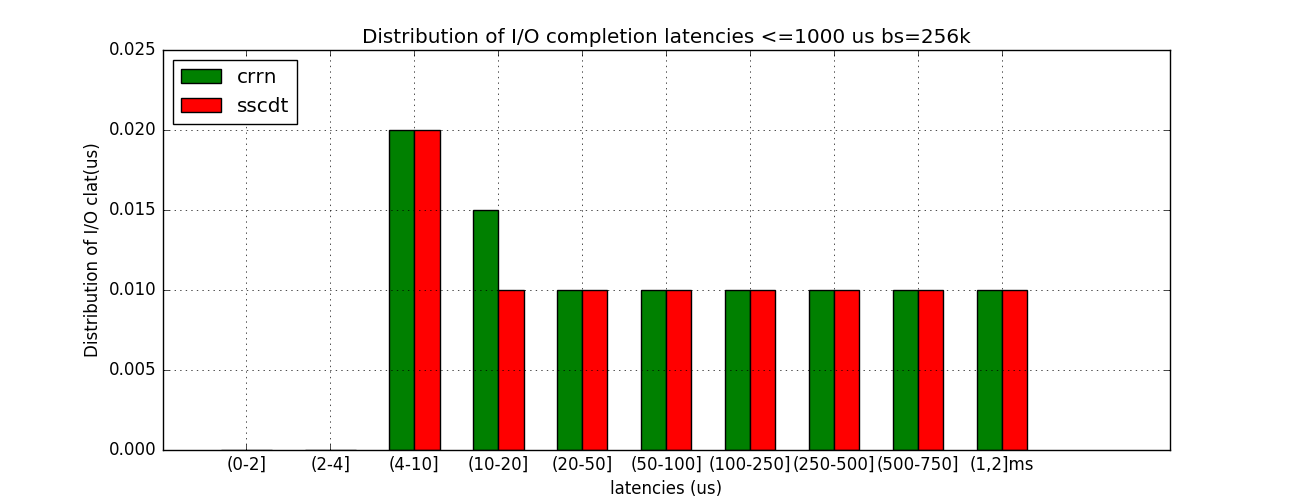 Distribution of I/O completion latencies <=1000 us bs=256k
crrn
sscdt
Distribution of I/O clat(us)
0.025
0.020
0.015
0.010
0.005
0.000
(0-2] (2-4] (4-10] (10-20] (20-50] (50-100] (100-250] (250-500] (500-750] (1,2]ms
latencies (us)